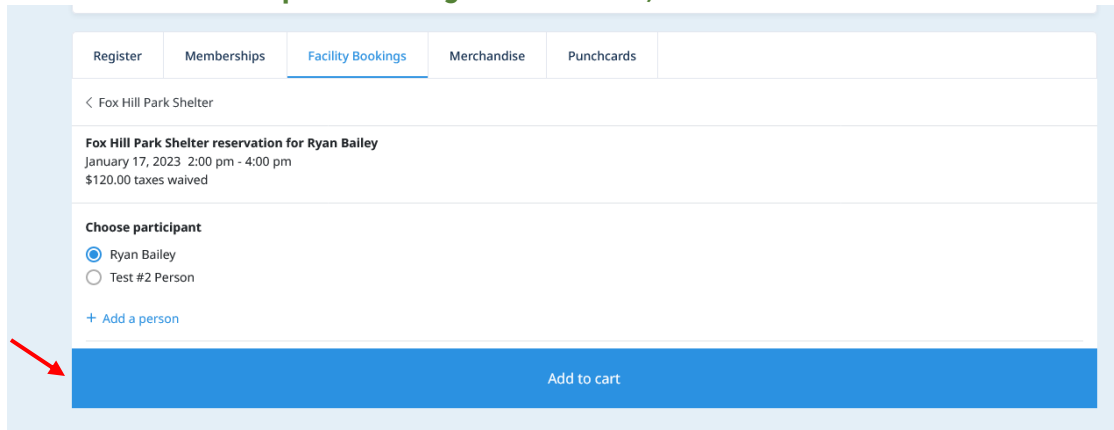 Register
Memberships
Facility Bookings
Merchandise
Punchcards
< Fox Hill Park Shelter
Fox Hill Park Shelter reservation for Ryan Bailey
January 17, 2023 2:00 pm - 4:00 pm
$120.00 taxes waived
Choose participant
Ryan Bailey
Test #2 Person
+ Add a person
Add to cart